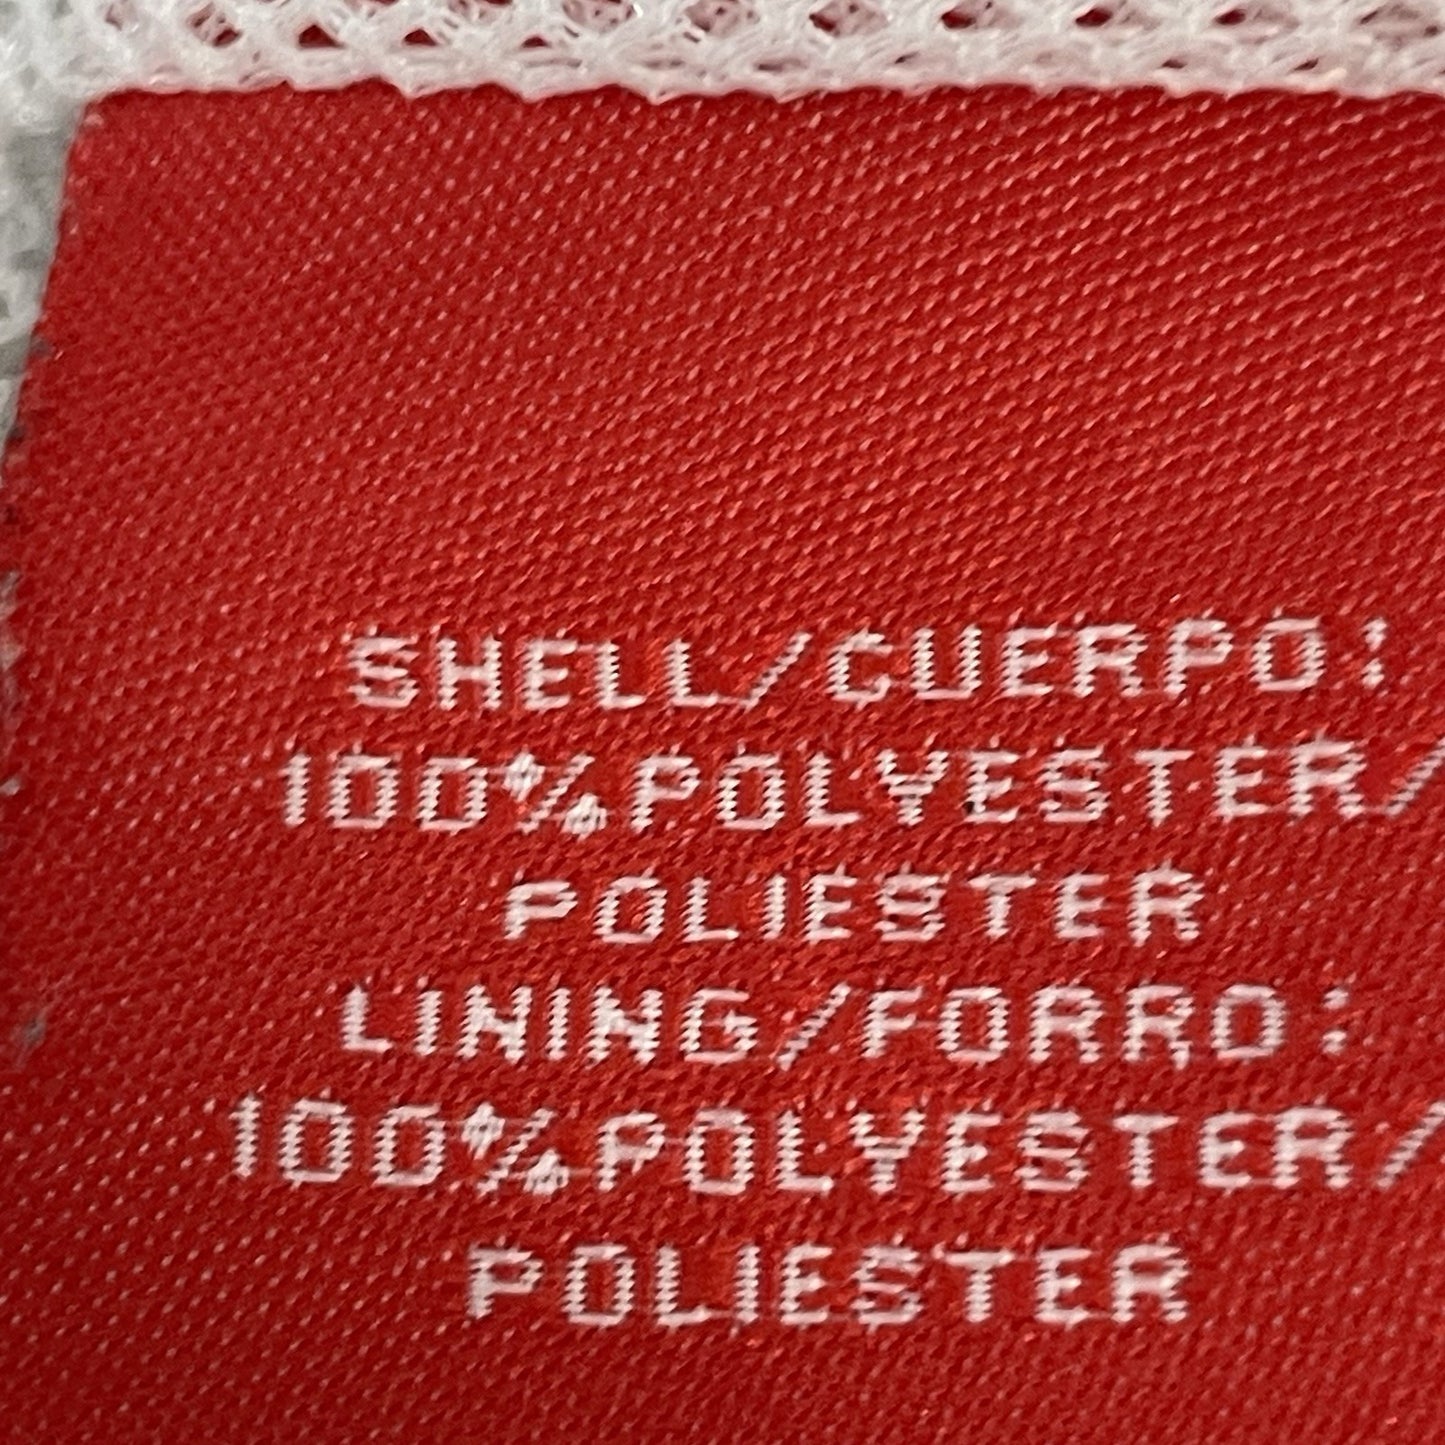 SHELL/CUERPO:
100%POLYESTER/
POLIESTER
LINING/FORRO:
100%POLYESTER/
POLIESTER